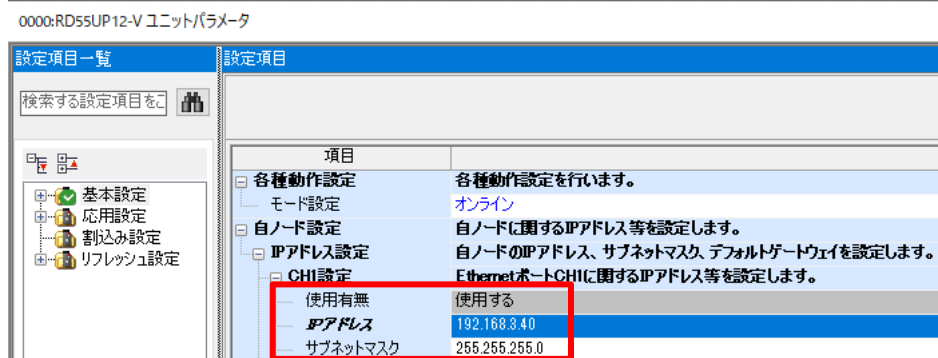 0000:RD55UP12-V ユニットパラメータ
設定項目一覧
設定項目
検索する設定項目をこ
項目
基本設定
応用設定
割込み設定
リフレッシュ設定
各種動作設定 各種動作設定を行います。
モード設定 オンライン
自ノード設定 自ノードに関するIPアドレス等を設定します。
IPアドレス設定 自ノードのIPアドレス、サブネットマスク、デフォルトゲートウェイを設定します。
CH1設定 EthernetポートCH1に関するIPアドレス等を設定します。
使用有無 使用する
IPアドレス 192.168.3.40
サブネットマスク 255.255.255.0